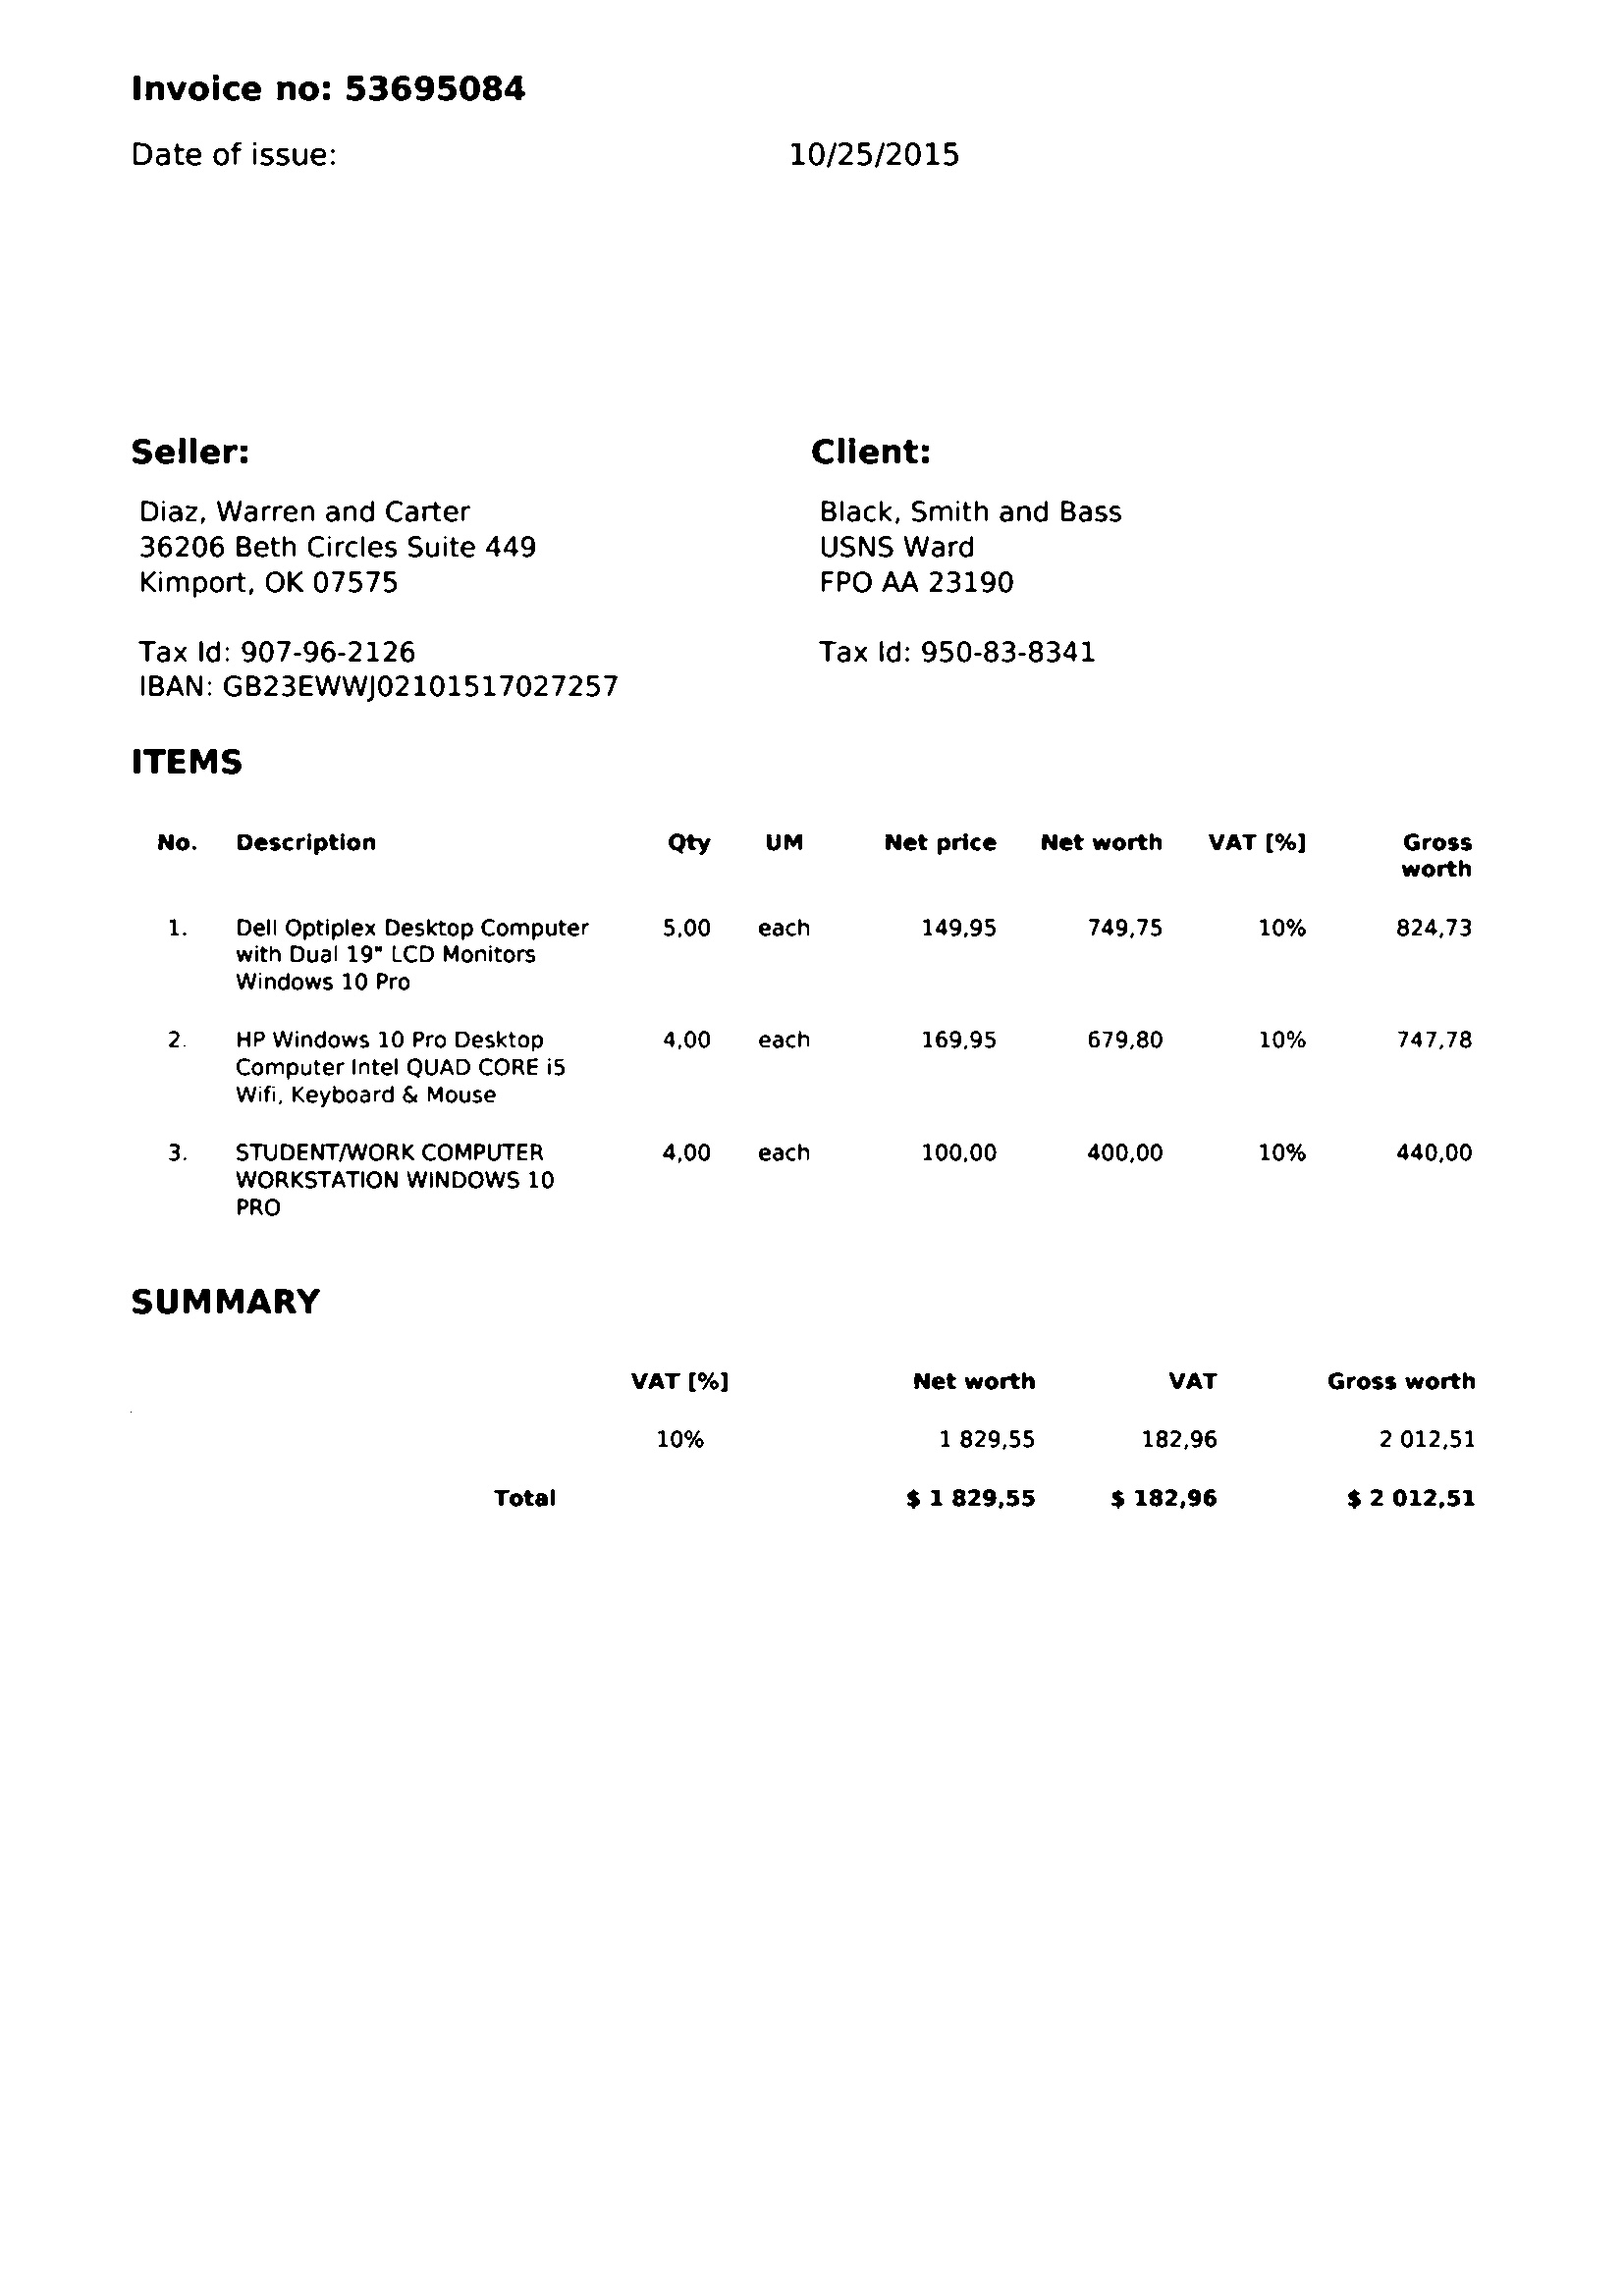 Invoice no: 53695084
Date of issue: 10/25/2015
Seller: Client:
Diaz, Warren and Carter Black, Smith and Bass
36206 Beth Circles Suite 449 USNS Ward
Kimport, OK 07575 FPO AA 23190
Tax Id: 907-96-2126 Tax Id: 950-83-8341
IBAN: GB23EWWJ02101517027257
ITEMS
No. Description Qty UM Net price Net worth VAT [%] Gross
worth
1. Dell Optiplex Desktop Computer 5,00 each 149,95 749,75 10% 824,73
with Dual 19" LCD Monitors
Windows 10 Pro
2. HP Windows 10 Pro Desktop 4,00 each 169,95 679,80 10% 747,78
Computer Intel QUAD CORE i5
Wifi, Keyboard & Mouse
3. STUDENT/WORK COMPUTER 4,00 each 100,00 400,00 10% 440,00
WORKSTATION WINDOWS 10
PRO
SUMMARY
VAT [%] Net worth VAT Gross worth
10% 1 829,55 182,96 2 012,51
Total $ 1 829,55 $ 182,96 $ 2 012,51